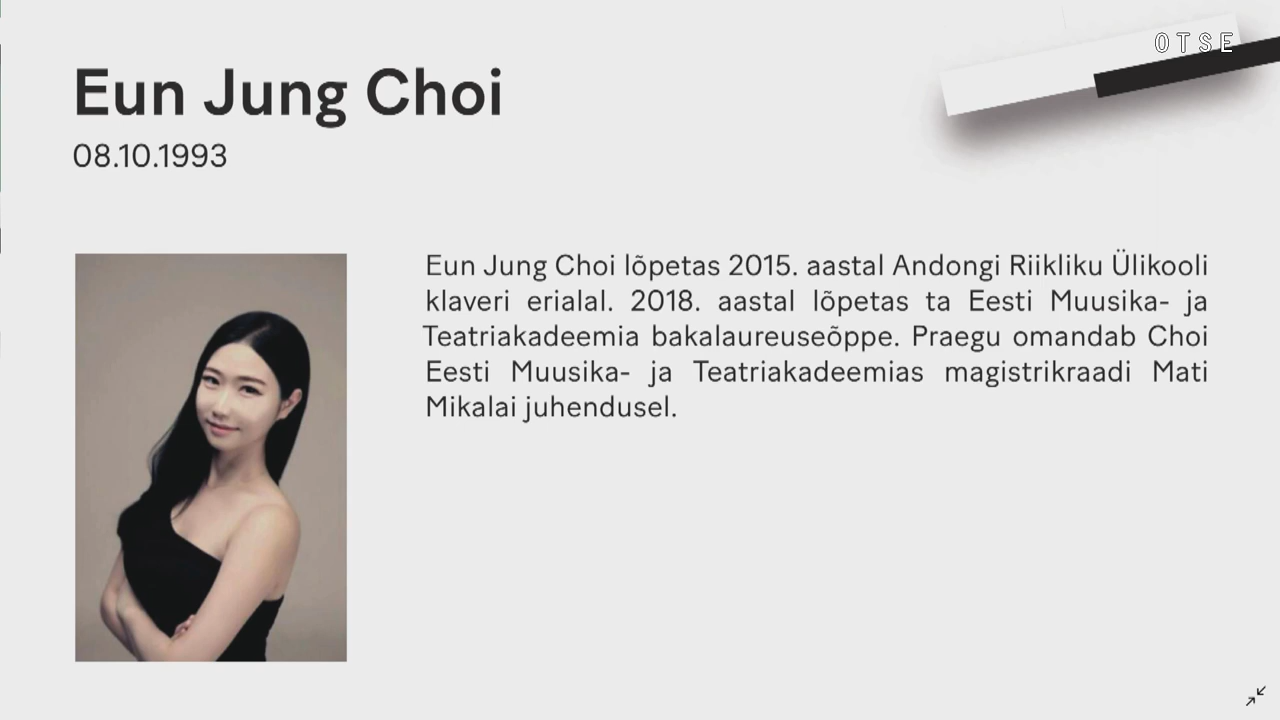 OTSE
Eun Jung Choi
08.10.1993
Eun Jung Choi lõpetas 2015. aastal Andongi Riikliku Ülikooli
klaveri erialal. 2018. aastal lõpetas ta Eesti Muusika- ja
Teatriakadeemia bakalaureuseõppe. Praegu omandab Choi
Eesti Muusika- ja Teatriakadeemias magistrikraadi Mati
Mikalai juhendusel.